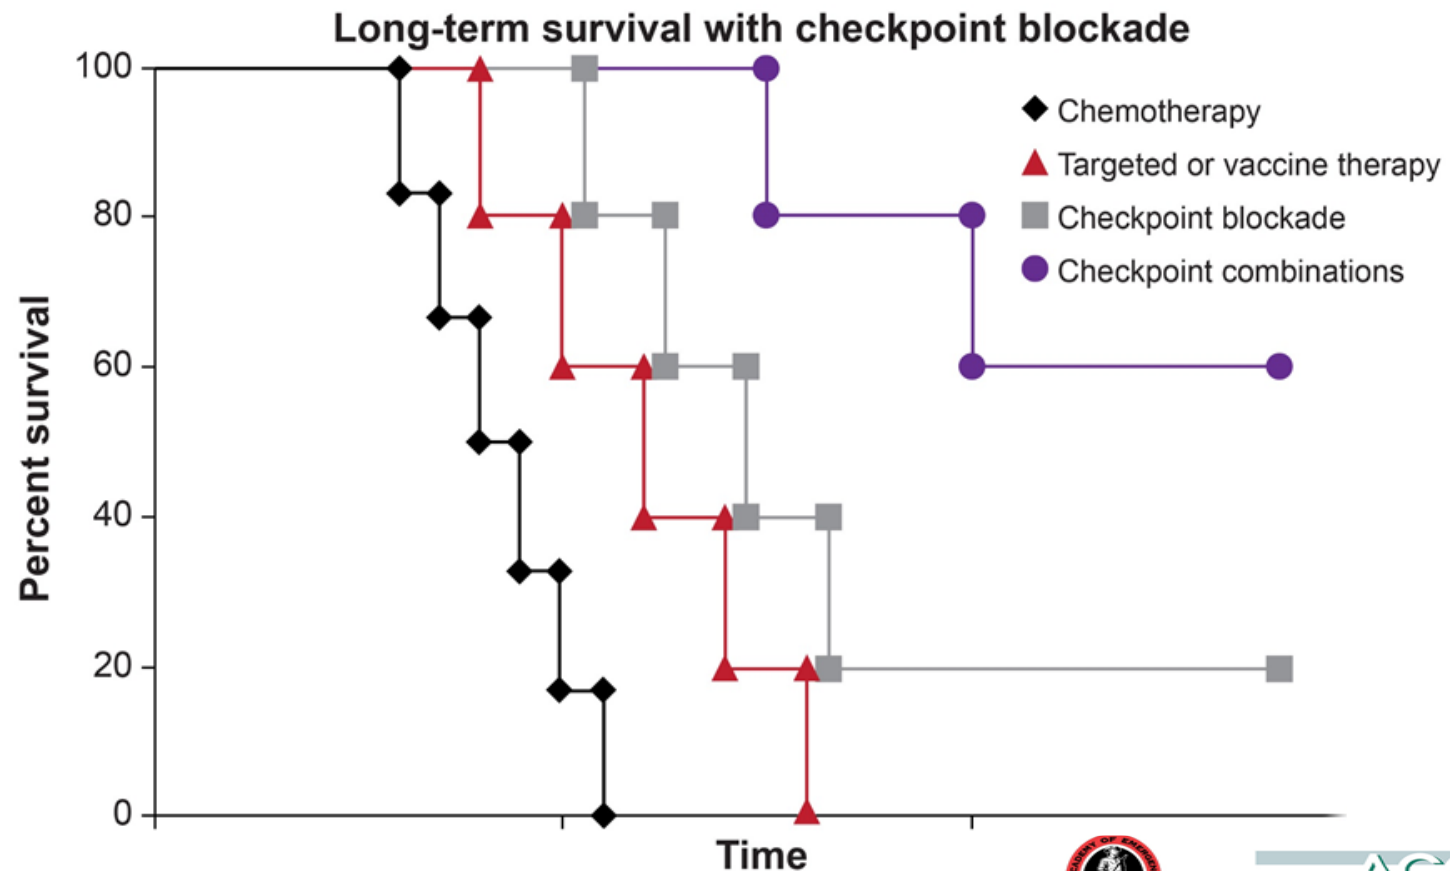 Long-term survival with checkpoint blockade
100
80
60
40
20
0
Percent survival
Time
Chemotherapy
Targeted or vaccine therapy
Checkpoint blockade
Checkpoint combinations